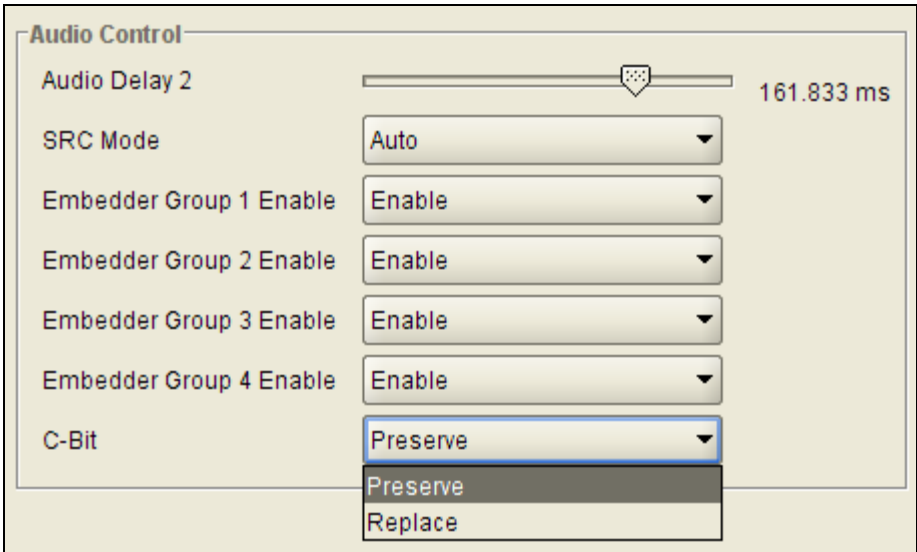 Audio Control
Audio Delay 2 161.833 ms
SRC Mode Auto
Embedder Group 1 Enable Enable
Embedder Group 2 Enable Enable
Embedder Group 3 Enable Enable
Embedder Group 4 Enable Enable
C-Bit Preserve
Preserve
Replace